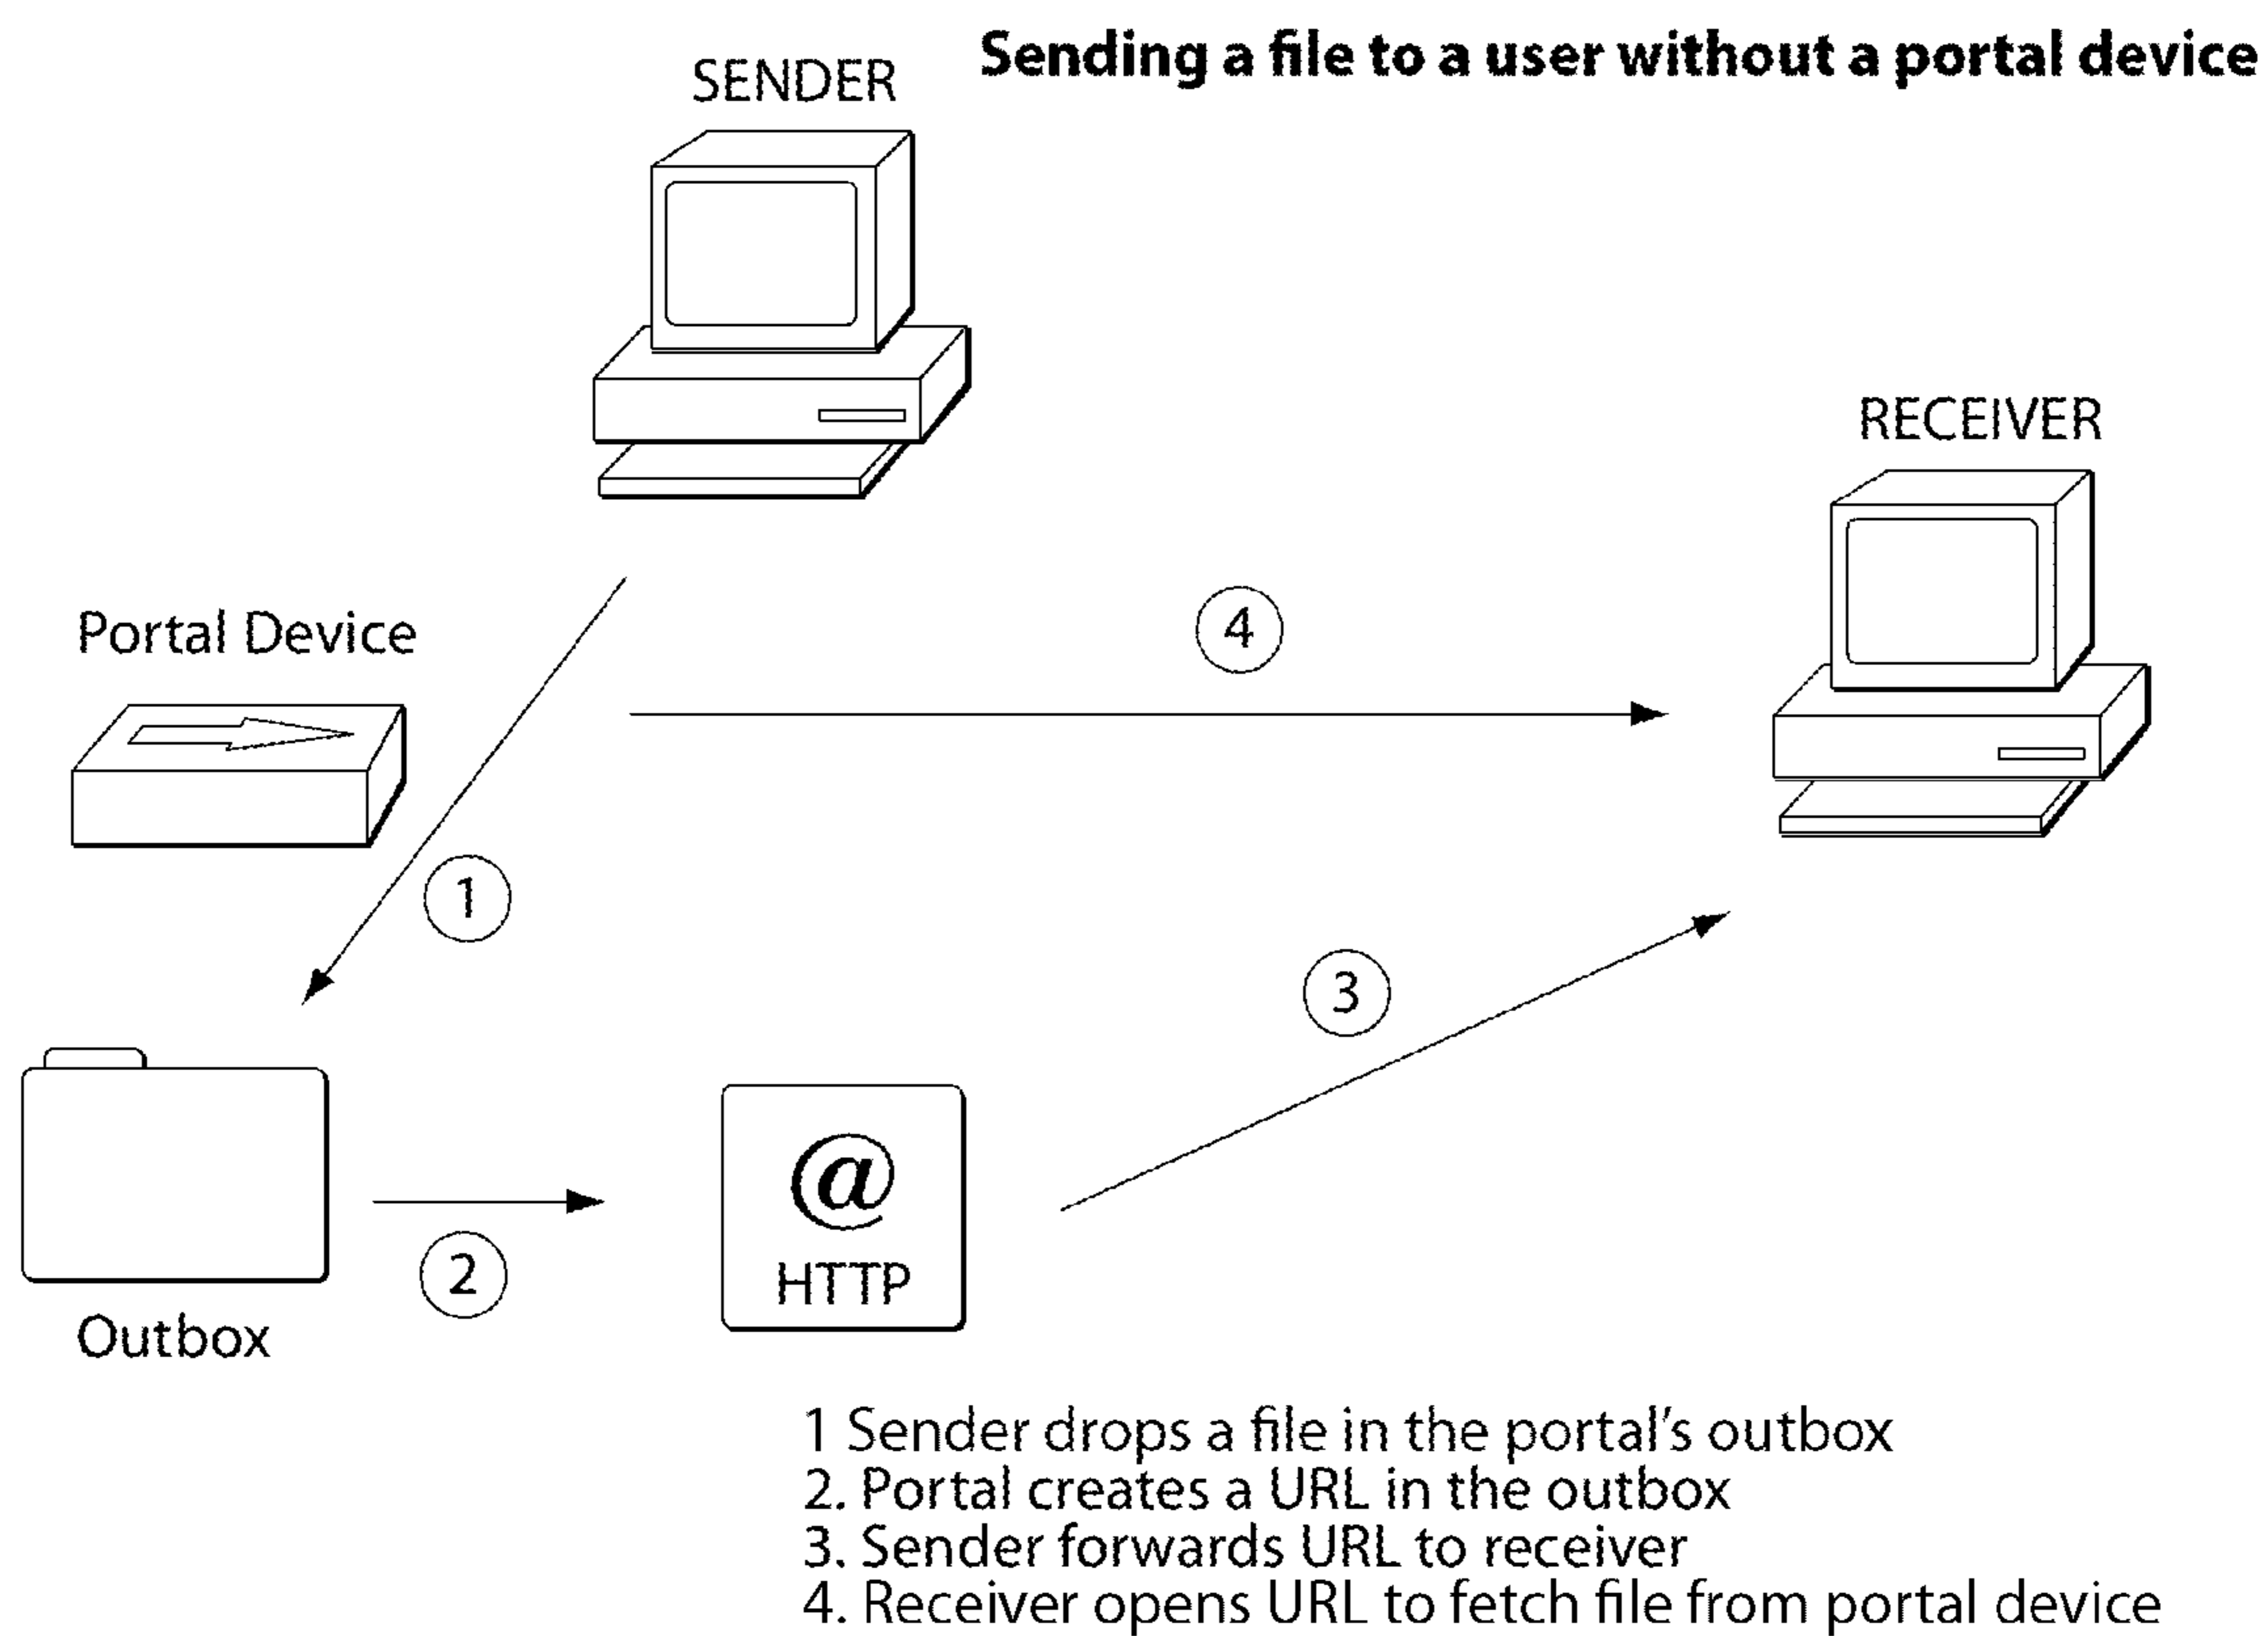 Sending a file to a user without a portal device
SENDER
RECEIVER
Portal Device
4
1
3
@
HTTP
2
Outbox
1 Sender drops a file in the portal's outbox
2. Portal creates a URL in the outbox
3. Sender forwards URL to receiver
4. Receiver opens URL to fetch file from portal device